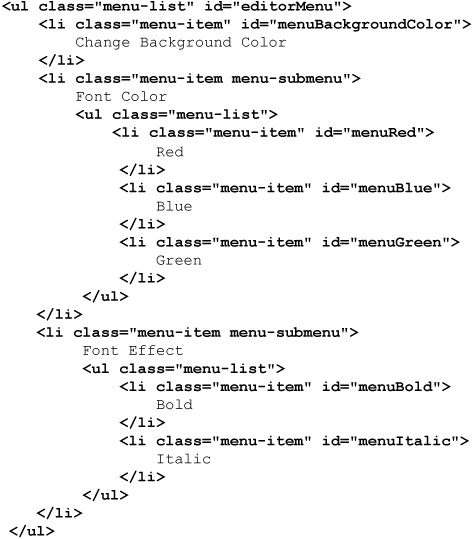 <ul class="menu-list" id="editorMenu">
<li class="menu-item" id="menuBackgroundColor">
Change Background Color
</li>
<li class="menu-item menu-submenu">
Font Color
<ul class="menu-list">
<li class="menu-item" id="menuRed">
Red
</li>
<li class="menu-item" id="menuBlue">
Blue
</li>
<li class="menu-item" id="menuGreen">
Green
</li>
</ul>
</li>
<li class="menu-item menu-submenu">
Font Effect
<ul class="menu-list">
<li class="menu-item" id="menuBold">
Bold
</li>
<li class="menu-item" id="menuItalic">
Italic
</li>
</ul>
</li>
</ul>